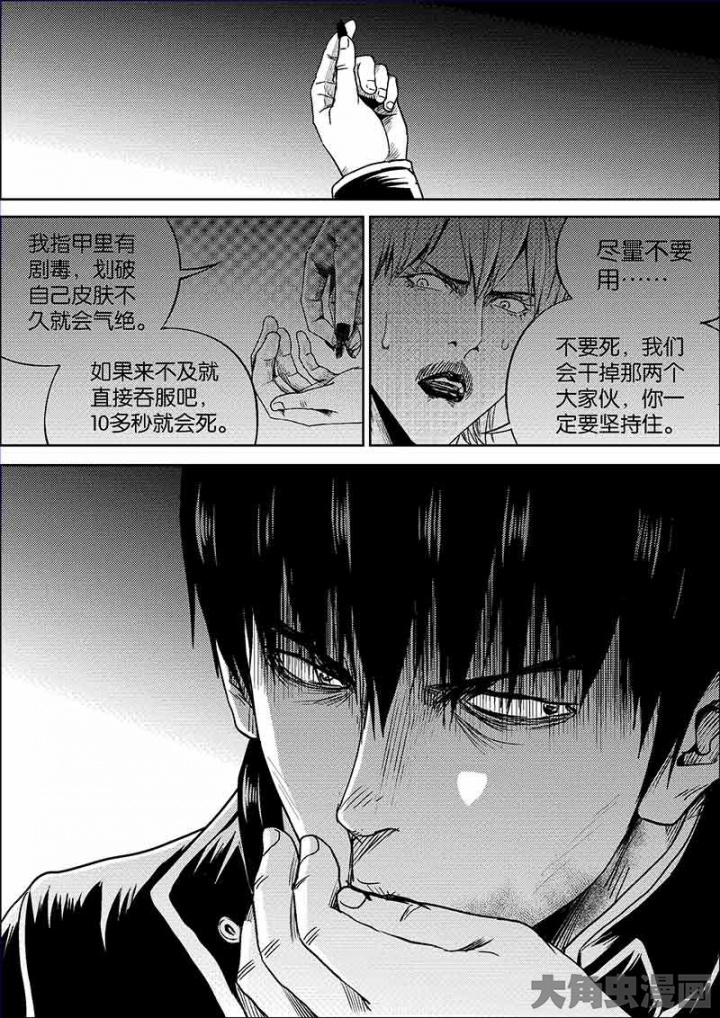 我指甲里有
剧毒，划破
自己皮肤不
久就会气绝。
如果来不及就
直接吞服吧，
10多秒就会死。
尽量不要
用……
不要死，我们
会干掉那两个
大家伙，你一
定要坚持住。
大角虫漫画